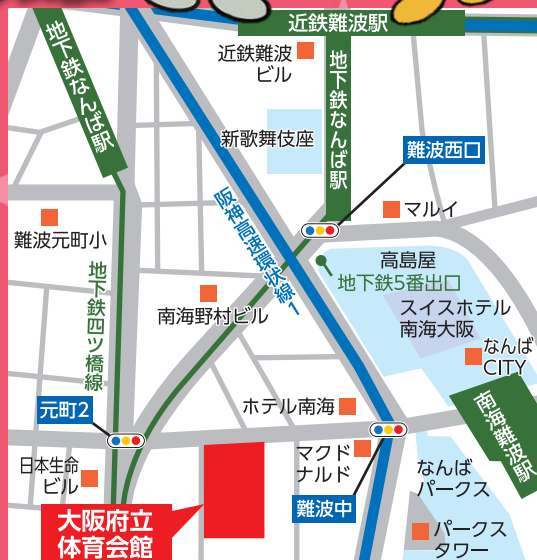 近鉄難波駅
地下鉄なんば駅
近鉄難波
ビル
地下鉄なんば駅
新歌舞伎座
難波西口
阪神高速環状線1
マルイ
難波元町小
高島屋
地下鉄5番出口
地下鉄四ツ橋線
南海野村ビル
スイスホテル
南海大阪
なんば
CITY
元町2
ホテル南海
南海難波駅
日本生命
ビル
マクド
ナルド
なんば
パークス
難波中
大阪府立
体育会館
パークス
タワー